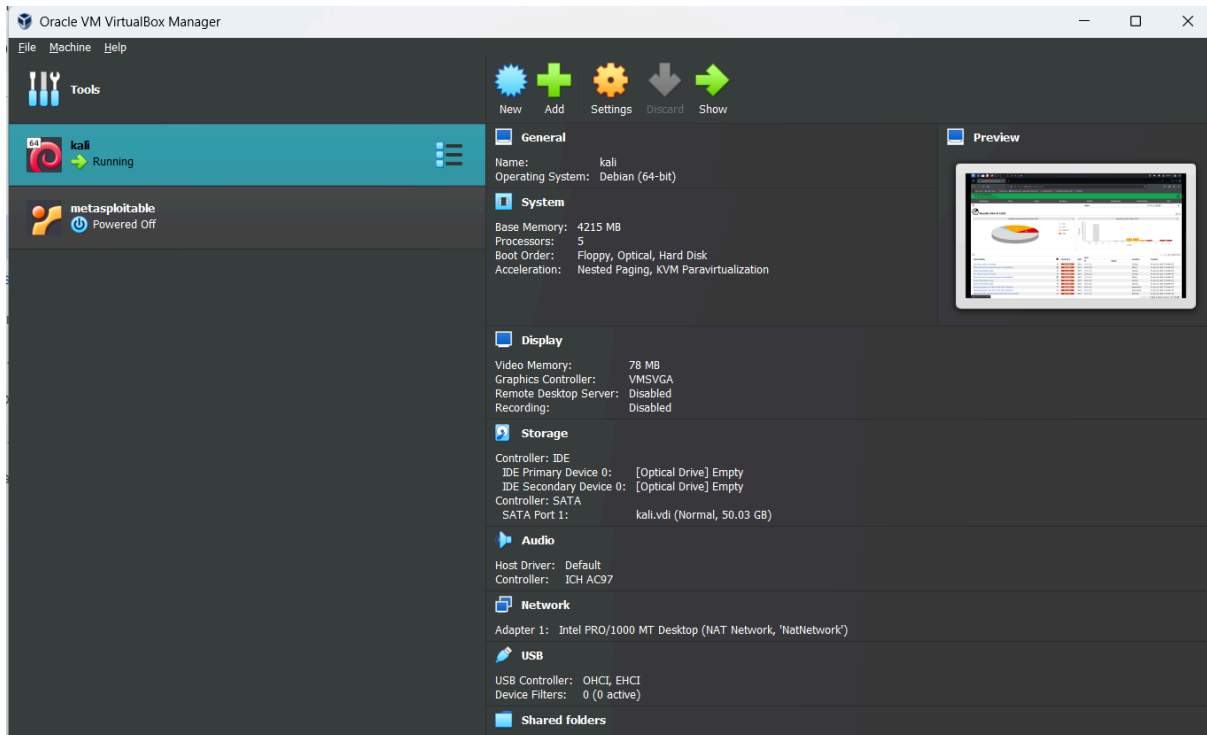 Oracle VM VirtualBox Manager
File Machine Help
Tools
New Add Settings Discard Show
64
kali
Running
metasploitable
Powered Off
General
Name: kali
Operating System: Debian (64-bit)
System
Base Memory: 4215 MB
Processors: 5
Boot Order: Floppy, Optical, Hard Disk
Acceleration: Nested Paging, KVM Paravirtualization
Preview
Display
Video Memory: 78 MB
Graphics Controller: VMSVGA
Remote Desktop Server: Disabled
Recording: Disabled
Storage
Controller: IDE
IDE Primary Device 0: [Optical Drive] Empty
IDE Secondary Device 0: [Optical Drive] Empty
Controller: SATA
SATA Port 1: kali.vdi (Normal, 50.03 GB)
Audio
Host Driver: Default
Controller: ICH AC97
Network
Adapter 1: Intel PRO/1000 MT Desktop (NAT Network, 'NatNetwork')
USB
USB Controller: OHCI, EHCI
Device Filters: 0 (0 active)
Shared folders